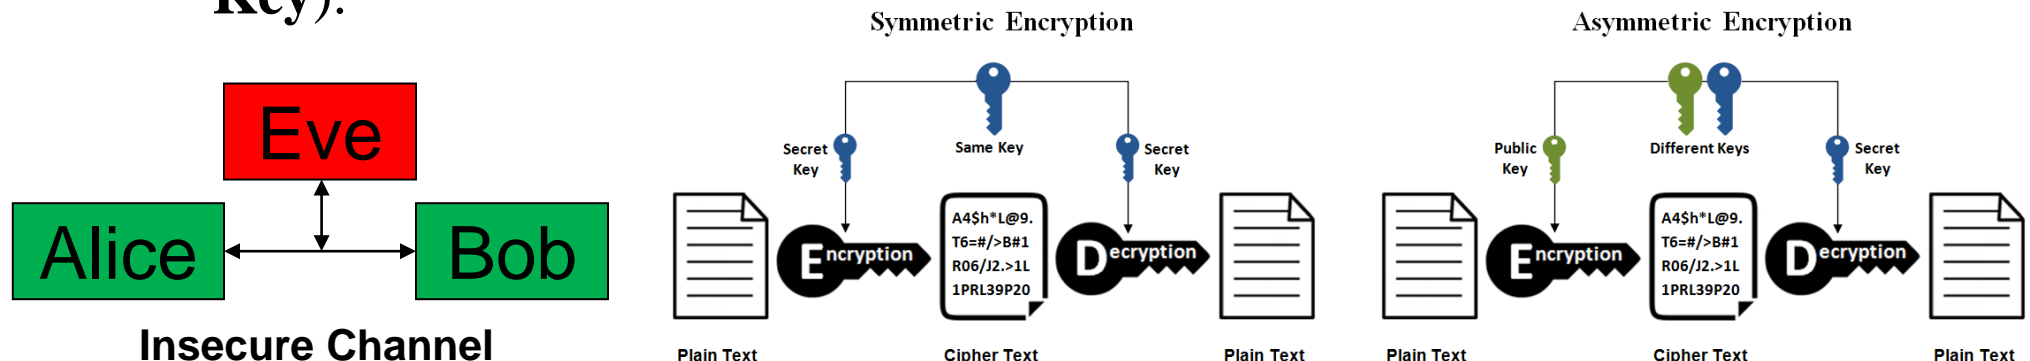 Key).
Eve
Alice
Bob
Insecure Channel
Symmetric Encryption
Same Key
Secret
Key
Secret
Key
Encryption
A4$h*L@9.
T6=#/>B#1
R06/J2.>1L
1PRL39P20
Decryption
Plain Text
Cipher Text
Plain Text
Asymmetric Encryption
Different Keys
Public
Key
Secret
Key
Encryption
A4$h*L@9.
T6=#/>B#1
R06/J2.>1L
1PRL39P20
Decryption
Plain Text
Cipher Text
Plain Text